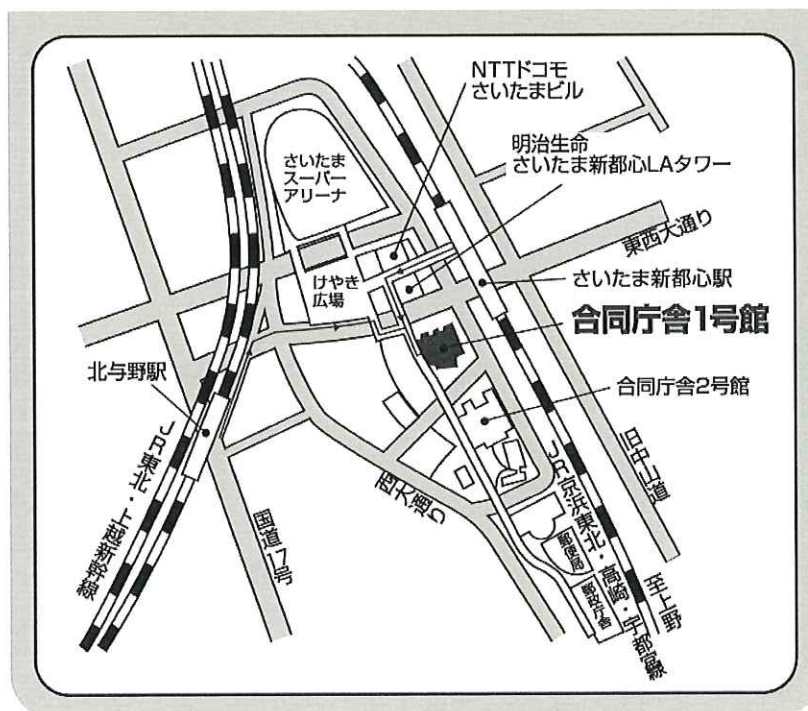 NTTドコモ
さいたまビル
明治生命
さいたま新都心LAタワー
さいたま
スーパー
アリーナ
東西大通り
けやき
広場
さいたま新都心駅
合同庁舎1号館
北与野駅
合同庁舎2号館
旧中山道
西大通り
JR東北・上越新幹線
国道17号
JR京浜東北・高崎・宇都宮線
郵便局
郵政庁舎
至上野